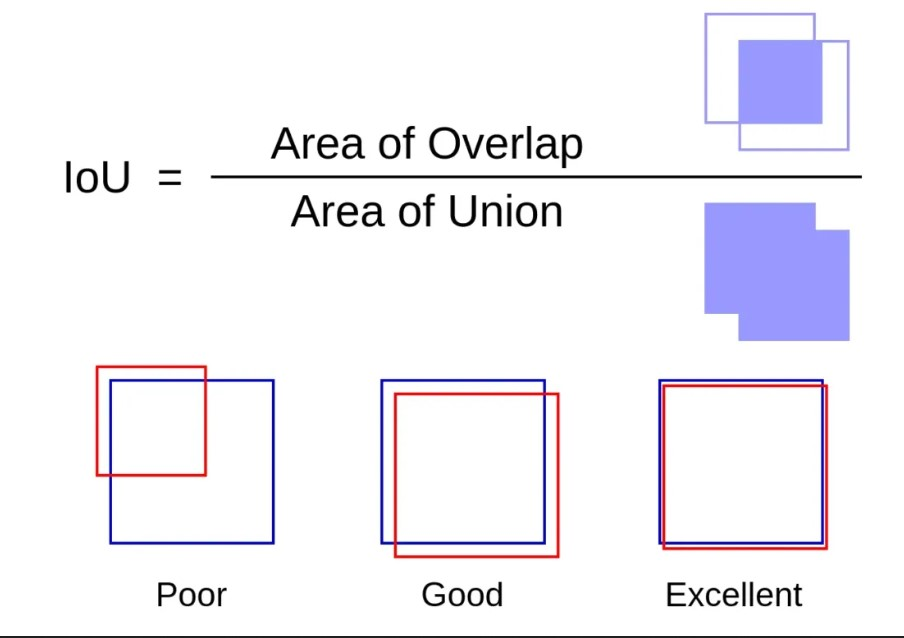 Area of Overlap
IoU =
Area of Union
Poor
Good
Excellent